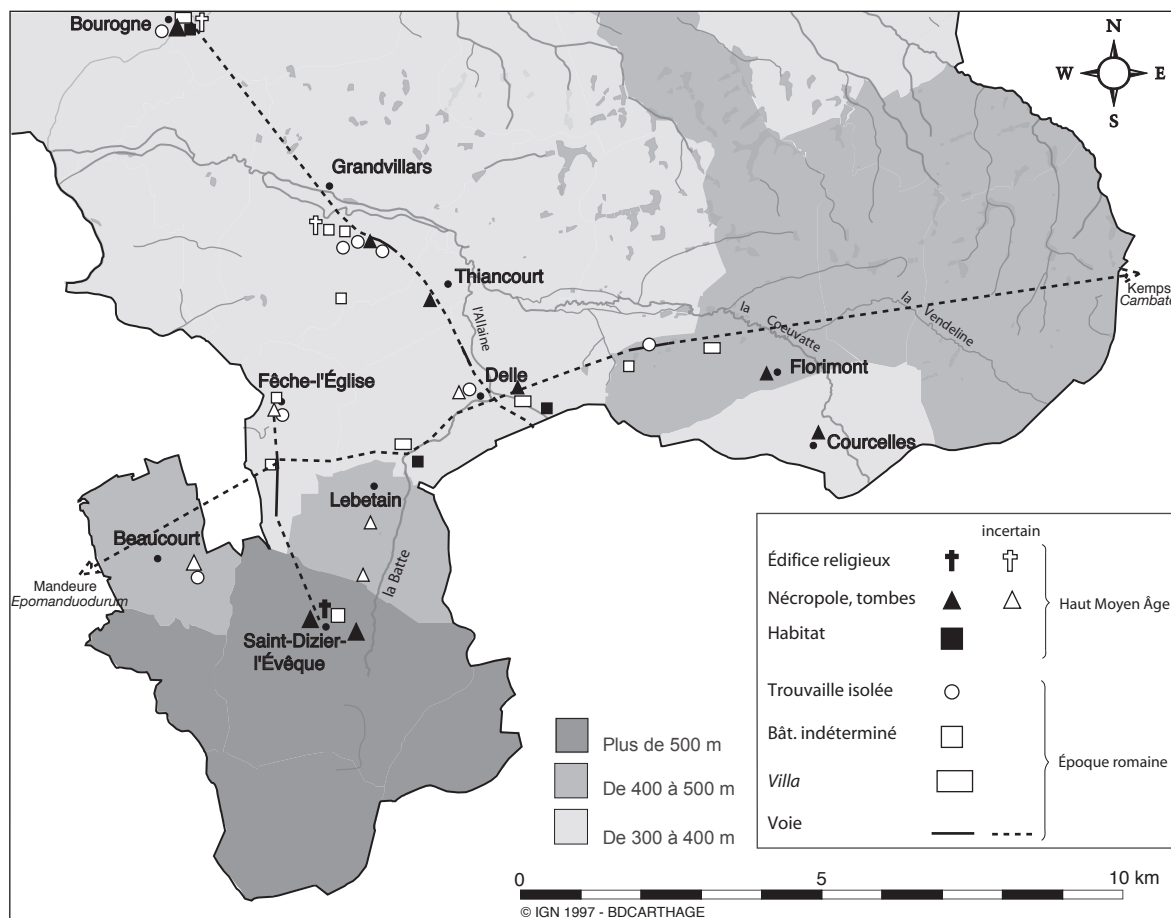 Bourogne
N
W
E
S
Grandvillars
Thiancourt
l'Allaine
la Coeuvatte
la Vendeline
Kemps
Cambate
Fêche-l'Église
Delle
Florimont
Courcelles
Lebetain
Beaucourt
la Batte
Mandeure
Epomanduodurum
Saint-Dizier-
l'Évêque
incertain
Édifice religieux
Nécropole, tombes
Haut Moyen Âge
Habitat
Trouvaille isolée
Bât. indéterminé
Époque romaine
Villa
Voie
Plus de 500 m
De 400 à 500 m
De 300 à 400 m
0
5
10 km
© IGN 1997 - BDCARTHAGE